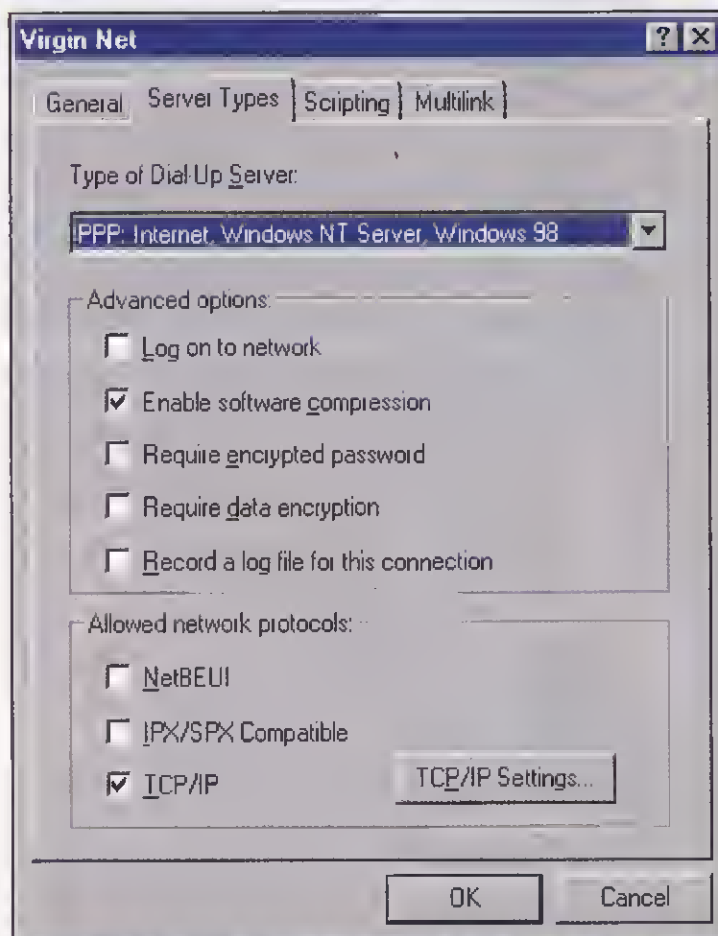 Virgin Net
General Server Types Scripting Multilink
Type of Dial-Up Server:
PPP: Internet, Windows NT Server, Windows 98
Advanced options:
Log on to network
Enable software compression
Require encrypted password
Require data encryption
Record a log file for this connection
Allowed network protocols:
NetBEUI
IPX/SPX Compatible
TCP/IP TCP/IP Settings...
OK Cancel